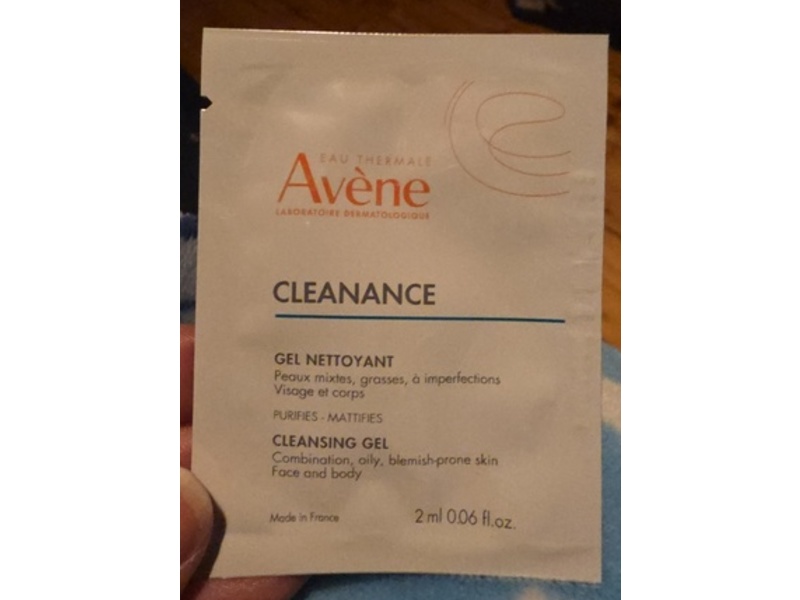 EAU THERMALE
Avène
LABORATOIRE DERMATOLOGIQUE
CLEANANCE
GEL NETTOYANT
Peaux mixtes, grasses, à imperfections
Visage et corps
PURIFIES - MATTIFIES
CLEANSING GEL
Combination, oily, blemish-prone skin
Face and body
Made in France
2 ml 0.06 fl.oz.